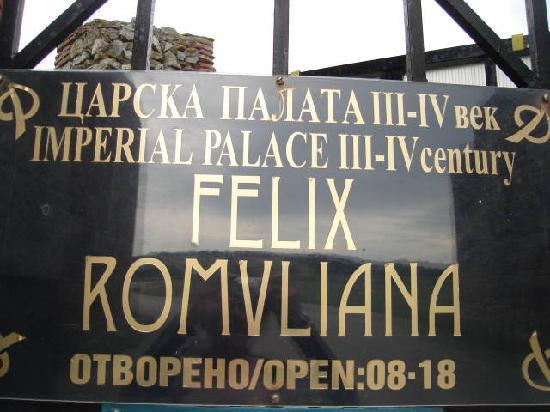 ЦАРСКА ПАЛАТА III-IV век
IMPERIAL PALACE III-IV century
FELIX
ROMVLIANA
ОТВОРЕНО/OPEN:08-18